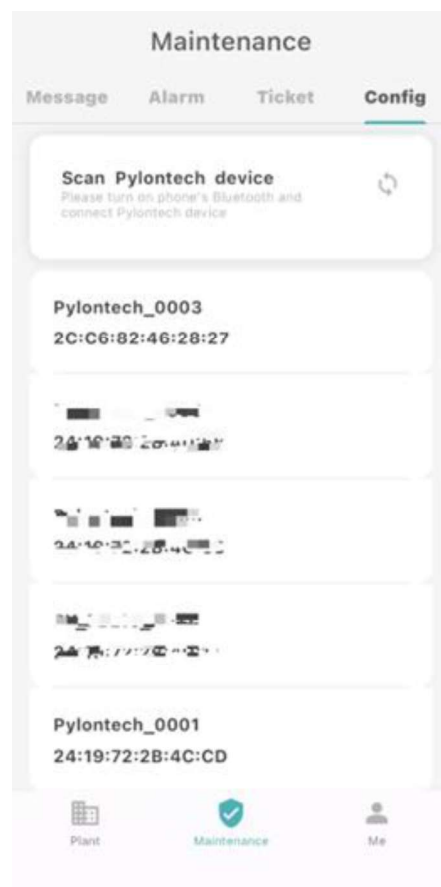 Maintenance
Message Alarm Ticket Config
Scan Pylontech device
Please turn on phone's Bluetooth and
connect Pylontech device
Pylontech_0003
2C:C6:82:46:28:27
Pylontech_0001
24:19:72:2B:4C:CD
Plant Maintenance Me